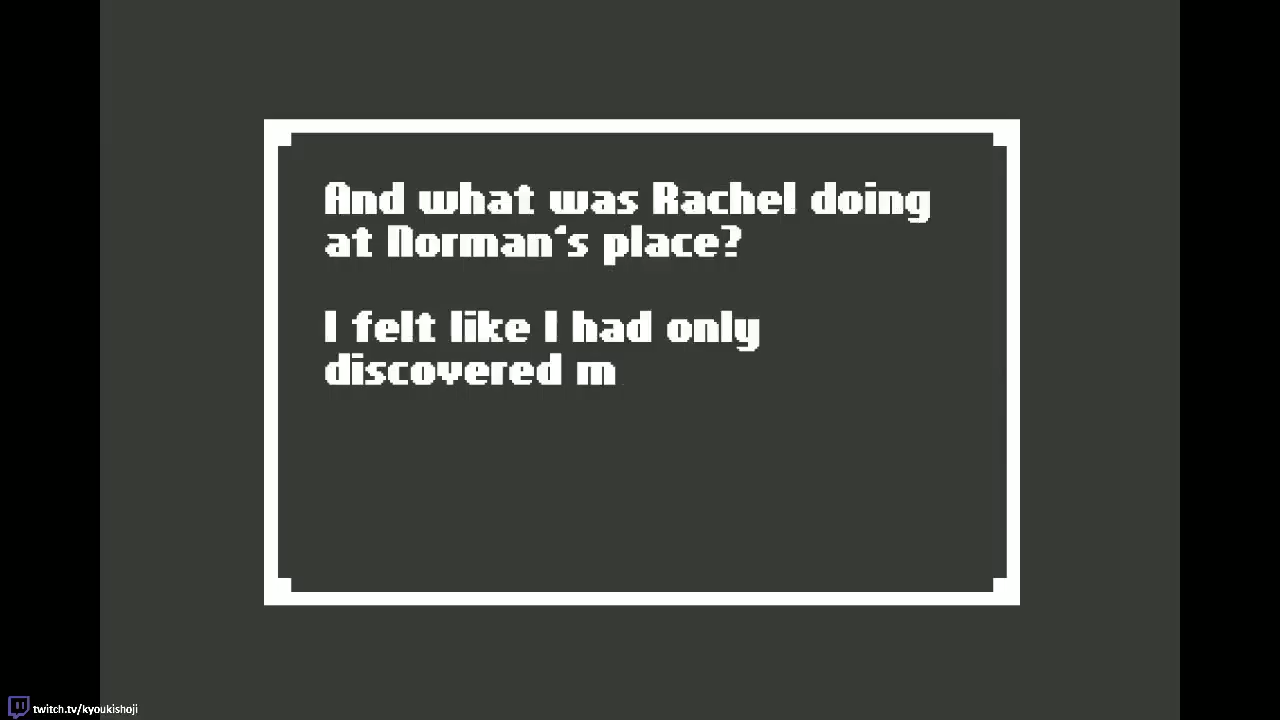 And what was Rachel doing
at Norman's place?
I felt like I had only
discovered m
twitch.tv/kyoukishoji